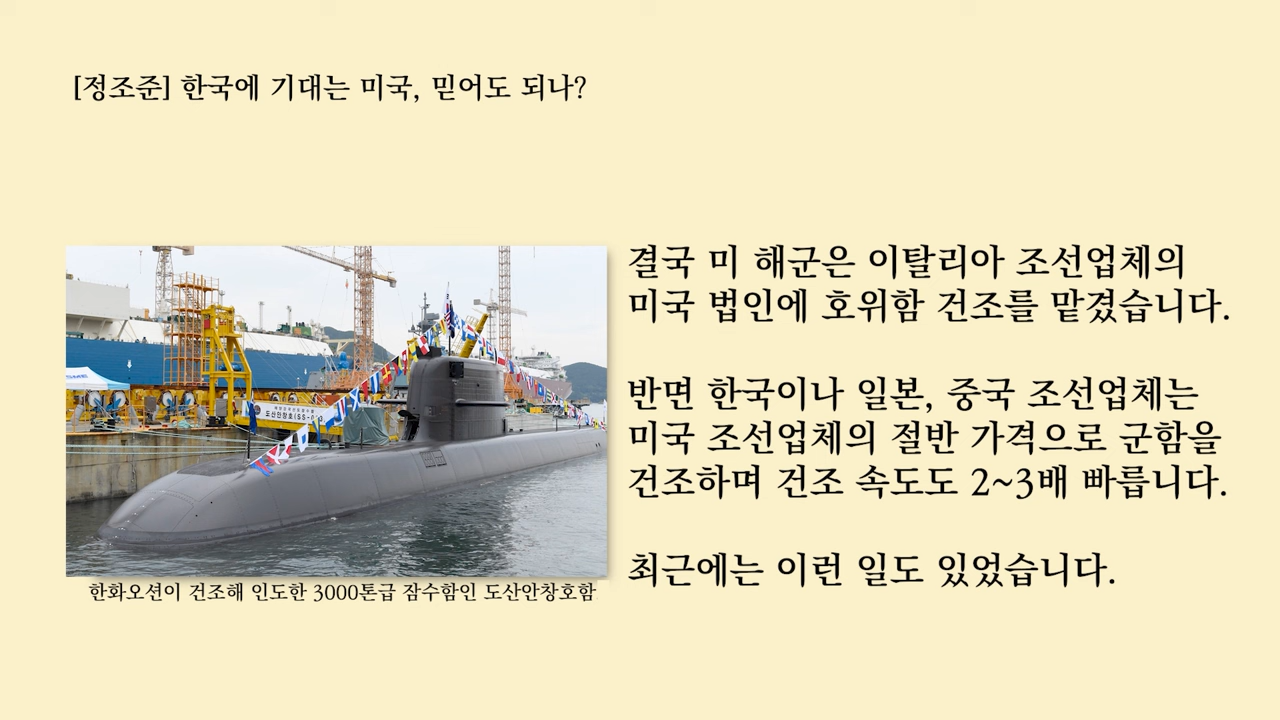 [정조준] 한국에 기대는 미국, 믿어도 되나?
결국 미 해군은 이탈리아 조선업체의
미국 법인에 호위함 건조를 맡겼습니다.
반면 한국이나 일본, 중국 조선업체는
미국 조선업체의 절반 가격으로 군함을
건조하며 건조 속도도 2~3배 빠릅니다.
최근에는 이런 일도 있었습니다.
도산안창호(SS-
한화오션이 건조해 인도한 3000톤급 잠수함인 도산안창호함